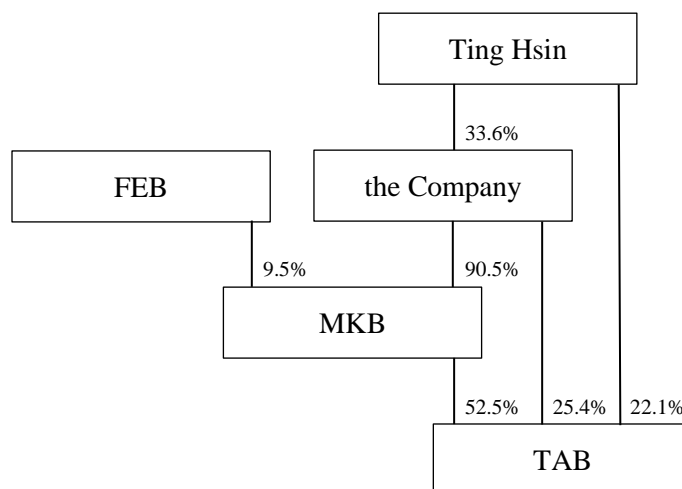 Ting Hsin
33.6%
FEB
the Company
9.5%
90.5%
MKB
52.5%
25.4%
22.1%
TAB